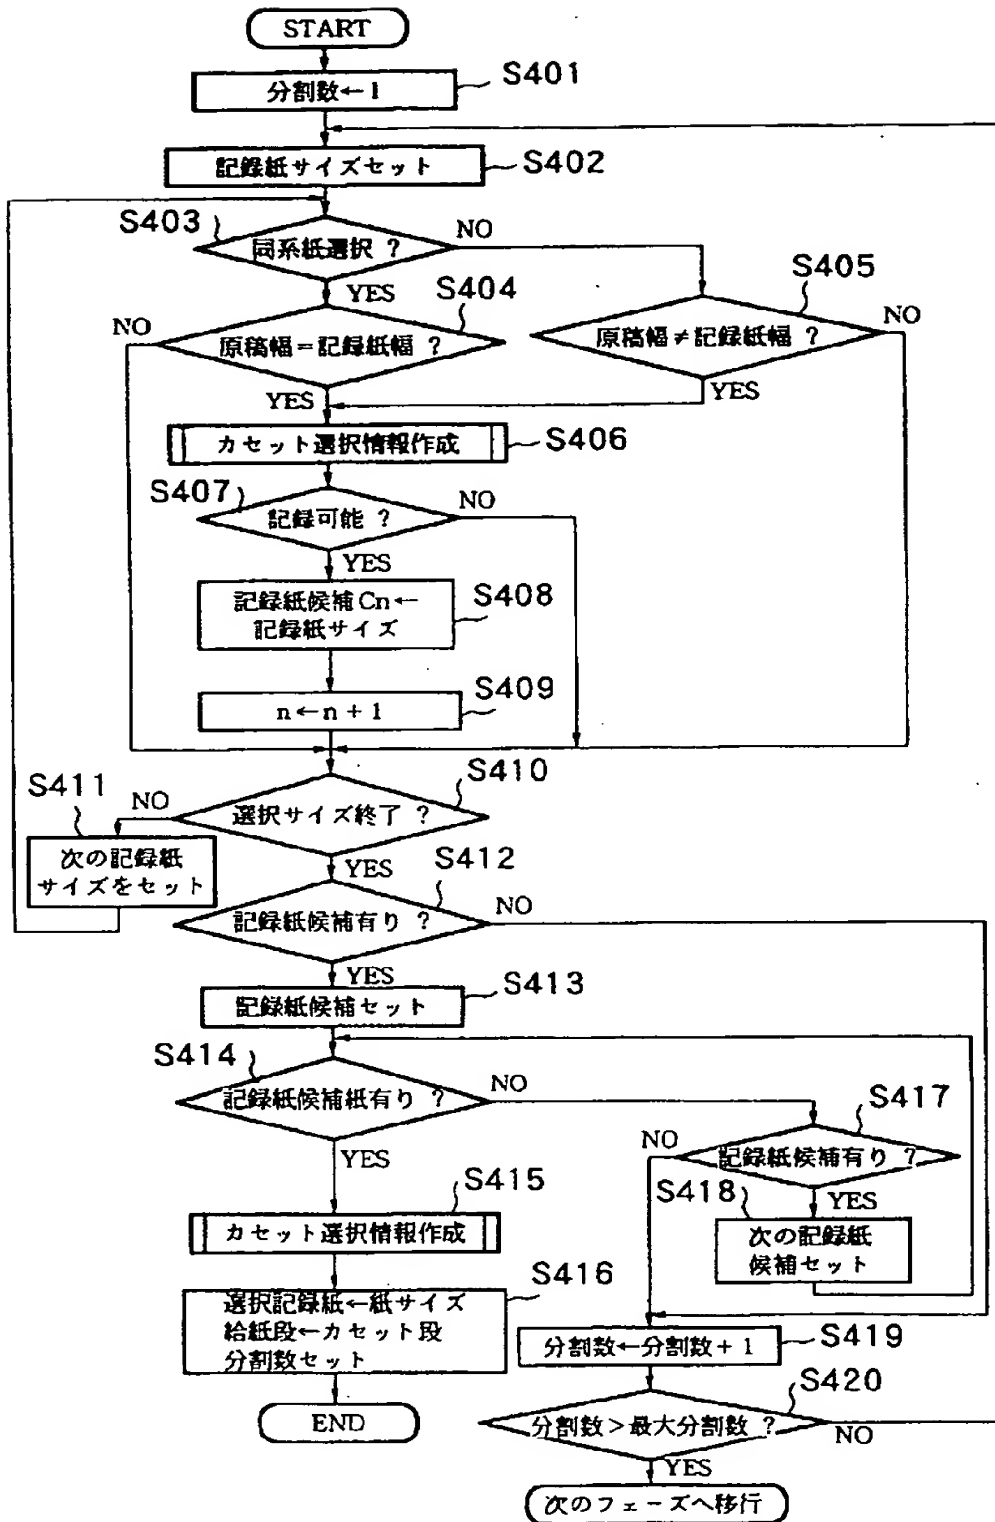 START
S401
分割数←1
記録紙サイズセット
S402
S403
同系紙選択 ?
NO
YES
S404
S405
NO
原稿幅=記録紙幅 ?
原稿幅≠記録紙幅 ?
NO
YES
YES
カセット選択情報作成
S406
S407
記録可能 ?
NO
YES
記録紙候補Cn←
記録紙サイズ
S408
n←n+1
S409
S410
S411
NO
選択サイズ終了 ?
次の記録紙
サイズをセット
YES
S412
記録紙候補有り ?
NO
YES
記録紙候補セット
S413
S414
記録紙候補紙有り ?
NO
YES
S417
NO
記録紙候補有り ?
S418
YES
次の記録紙
候補セット
S415
カセット選択情報作成
S416
選択記録紙←紙サイズ
給紙段←カセット段
分割数セット
END
分割数←分割数+1
S419
S420
分割数>最大分割数 ?
NO
YES
次のフェーズへ移行